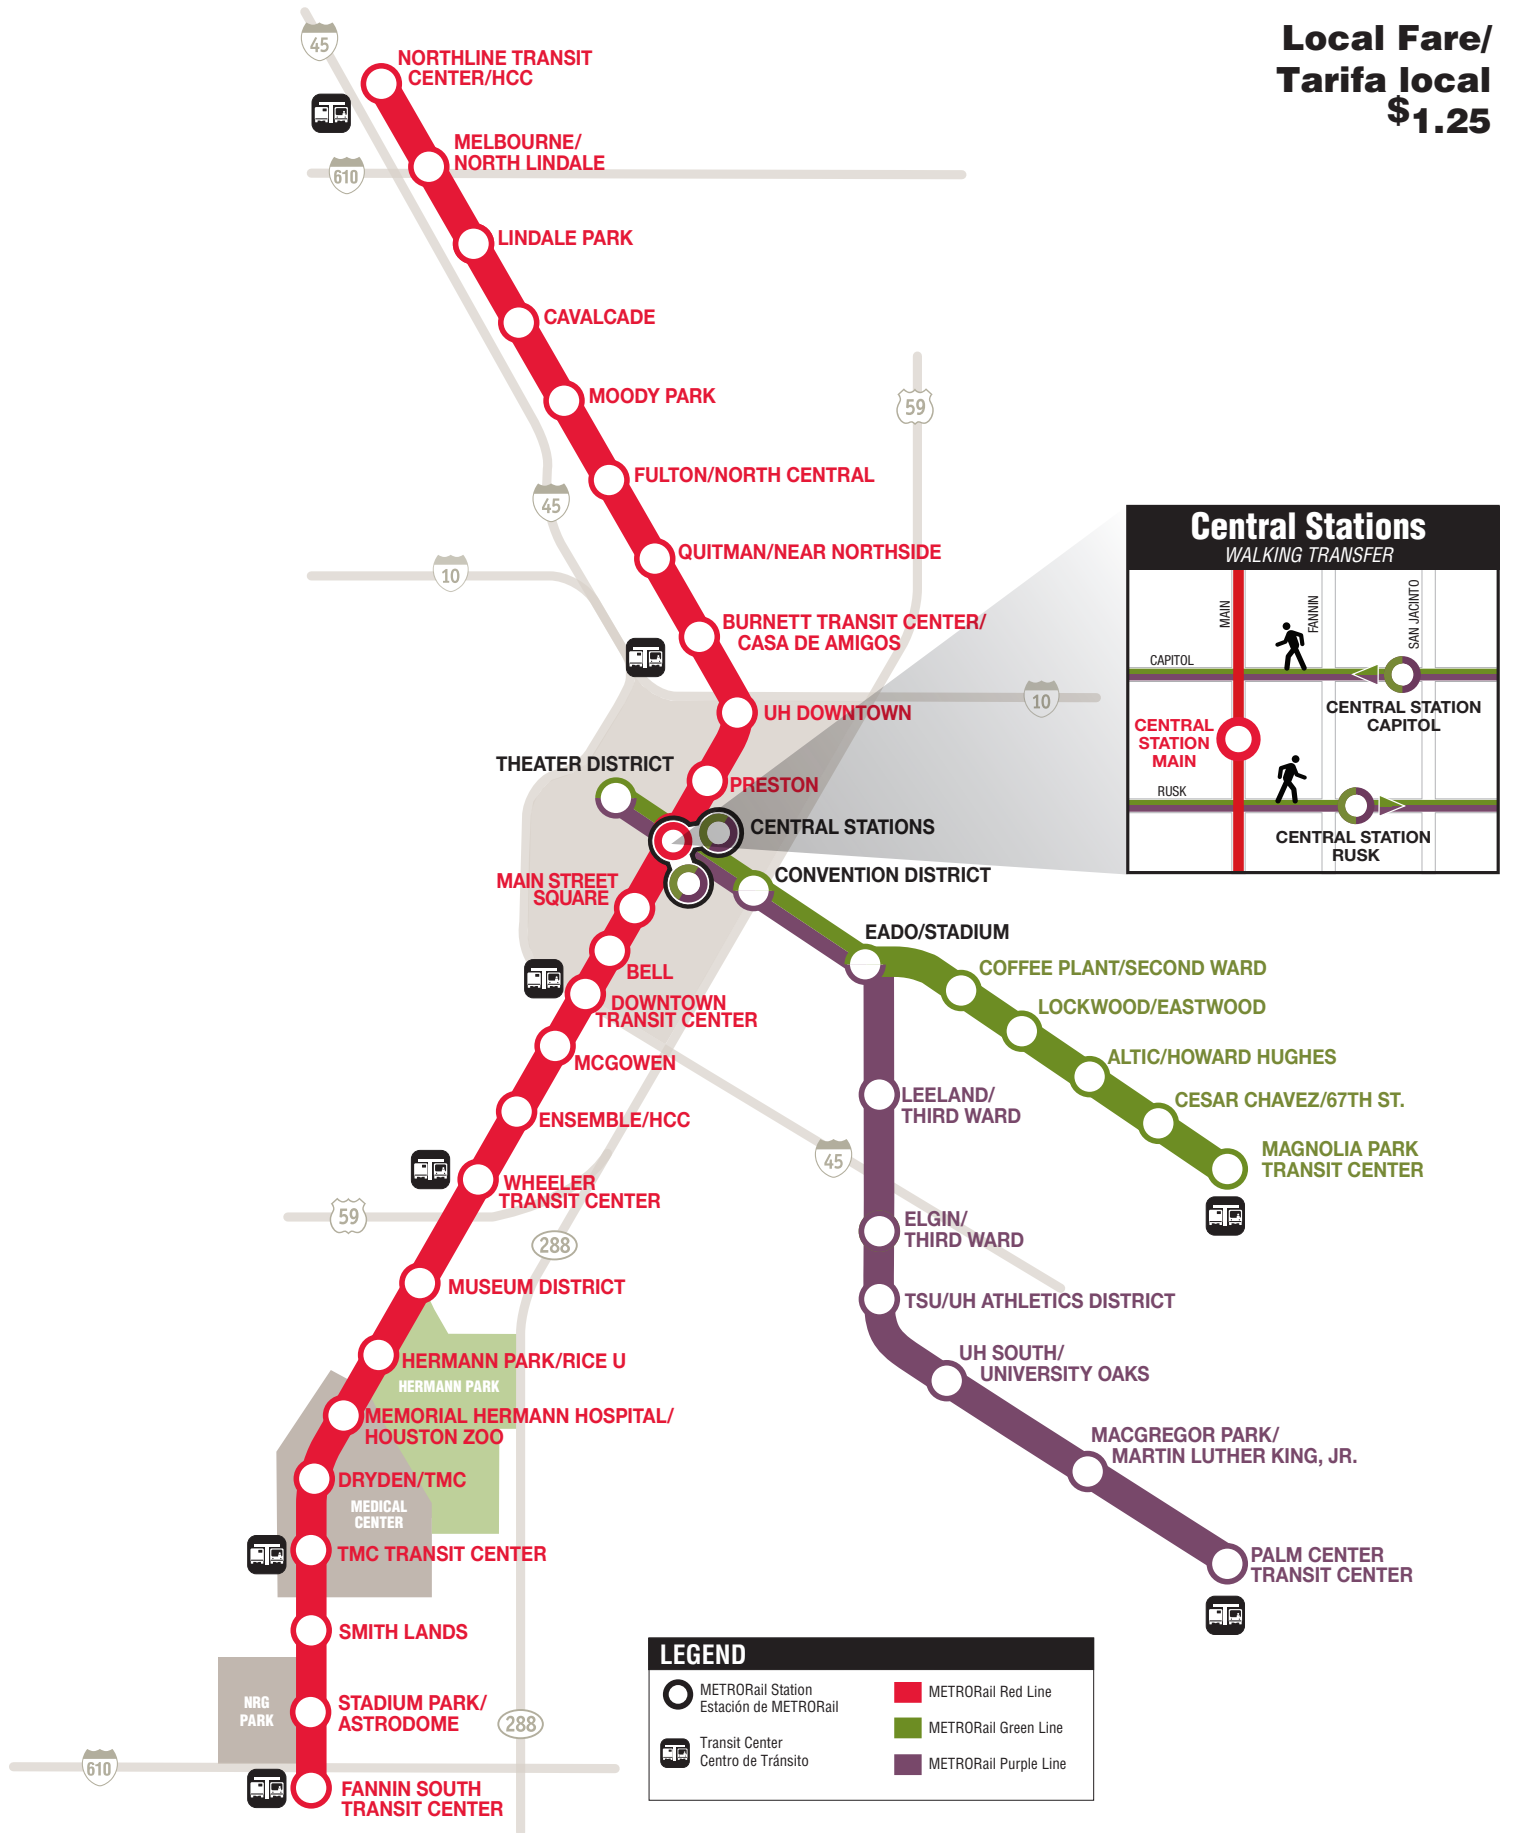 Local Fare/
Tarifa local
$1.25
45
NORTHLINE TRANSIT
CENTER/HCC
MELBOURNE/
NORTH LINDALE
610
LINDALE PARK
CAVALCADE
MOODY PARK
59
FULTON/NORTH CENTRAL
45
QUITMAN/NEAR NORTHSIDE
10
BURNETT TRANSIT CENTER/
CASA DE AMIGOS
10
UH DOWNTOWN
THEATER DISTRICT
PRESTON
CENTRAL STATIONS
CONVENTION DISTRICT
MAIN STREET
SQUARE
EADO/STADIUM
BELL
DOWNTOWN
TRANSIT CENTER
MCGOWEN
ENSEMBLE/HCC
WHEELER
TRANSIT CENTER
59
288
45
MUSEUM DISTRICT
HERMANN PARK/RICE U
HERMANN PARK
MEMORIAL HERMANN HOSPITAL/
HOUSTON ZOO
DRYDEN/TMC
MEDICAL
CENTER
TMC TRANSIT CENTER
SMITH LANDS
NRG
PARK
STADIUM PARK/
ASTRODOME
288
610
FANNIN SOUTH
TRANSIT CENTER
COFFEE PLANT/SECOND WARD
LOCKWOOD/EASTWOOD
ALTIC/HOWARD HUGHES
CESAR CHAVEZ/67TH ST.
MAGNOLIA PARK
TRANSIT CENTER
LEELAND/
THIRD WARD
ELGIN/
THIRD WARD
TSU/UH ATHLETICS DISTRICT
UH SOUTH/
UNIVERSITY OAKS
MACGREGOR PARK/
MARTIN LUTHER KING, JR.
PALM CENTER
TRANSIT CENTER
Central Stations
WALKING TRANSFER
MAIN
FANNIN
SAN JACINTO
CAPITOL
CENTRAL STATION
CAPITOL
CENTRAL
STATION
MAIN
RUSK
CENTRAL STATION
RUSK
LEGEND
METRORail Station
Estación de METRORail
Transit Center
Centro de Tránsito
METRORail Red Line
METRORail Green Line
METRORail Purple Line